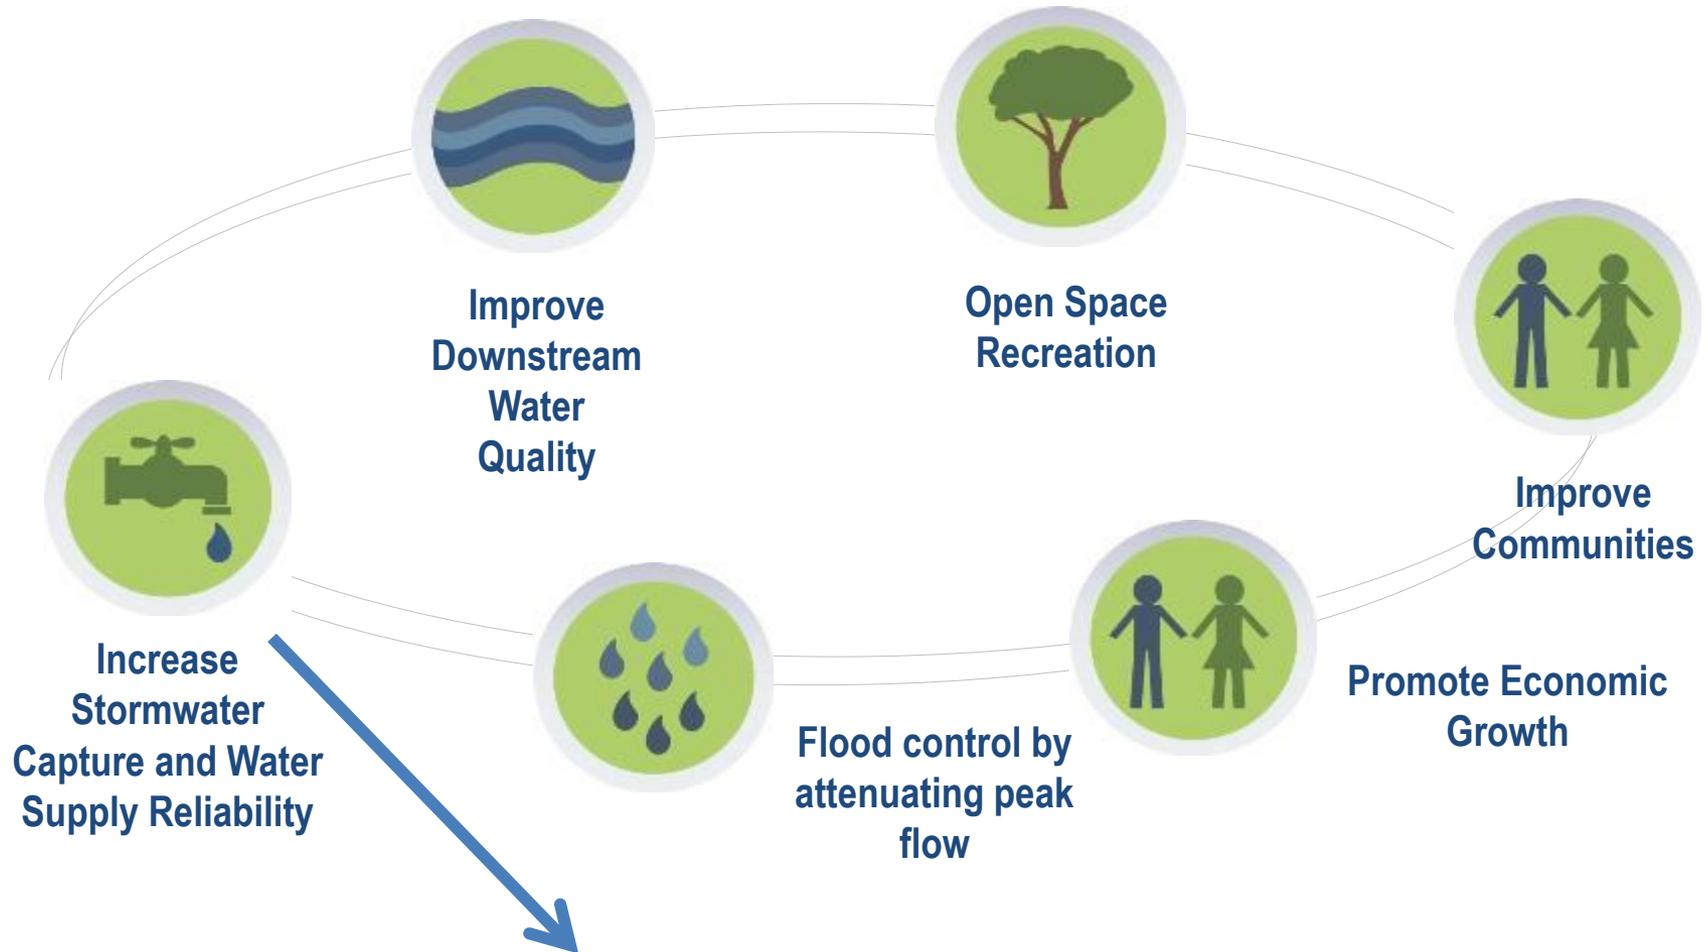 Improve
Downstream
Water
Quality
Open Space
Recreation
Improve
Communities
Increase
Stormwater
Capture and Water
Supply Reliability
Flood control by
attenuating peak
flow
Promote Economic
Growth